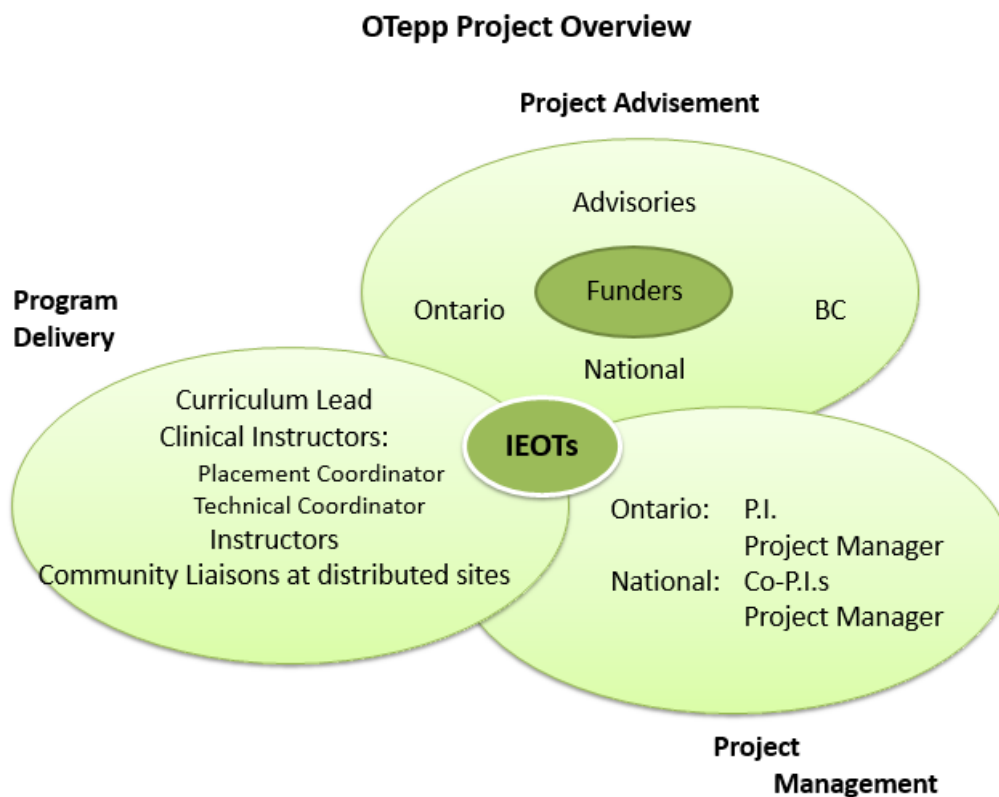 OTepp Project Overview
Project Advisement
Advisories
Funders
Ontario
BC
National
Program
Delivery
Curriculum Lead
Clinical Instructors:
Placement Coordinator
Technical Coordinator
Instructors
Community Liaisons at distributed sites
IEOTs
Ontario: P.I.
Project Manager
National: Co-P.I.s
Project Manager
Project
Management